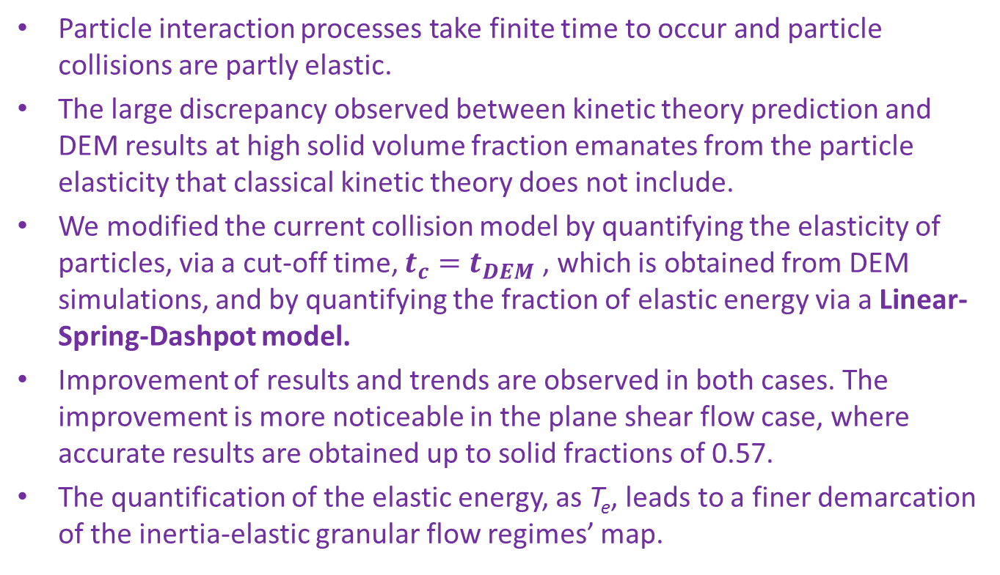 • Particle interaction processes take finite time to occur and particle
collisions are partly elastic.
• The large discrepancy observed between kinetic theory prediction and
DEM results at high solid volume fraction emanates from the particle
elasticity that classical kinetic theory does not include.
• We modified the current collision model by quantifying the elasticity of
particles, via a cut-off time, t_c = t_DEM , which is obtained from DEM
simulations, and by quantifying the fraction of elastic energy via a Linear-
Spring-Dashpot model.
• Improvement of results and trends are observed in both cases. The
improvement is more noticeable in the plane shear flow case, where
accurate results are obtained up to solid fractions of 0.57.
• The quantification of the elastic energy, as T_e, leads to a finer demarcation
of the inertia-elastic granular flow regimes’ map.